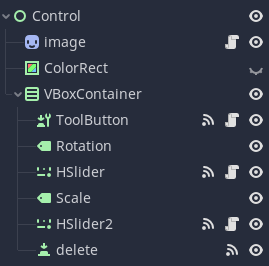 Control
image
ColorRect
VBoxContainer
ToolButton
Rotation
HSlider
Scale
HSlider2
delete